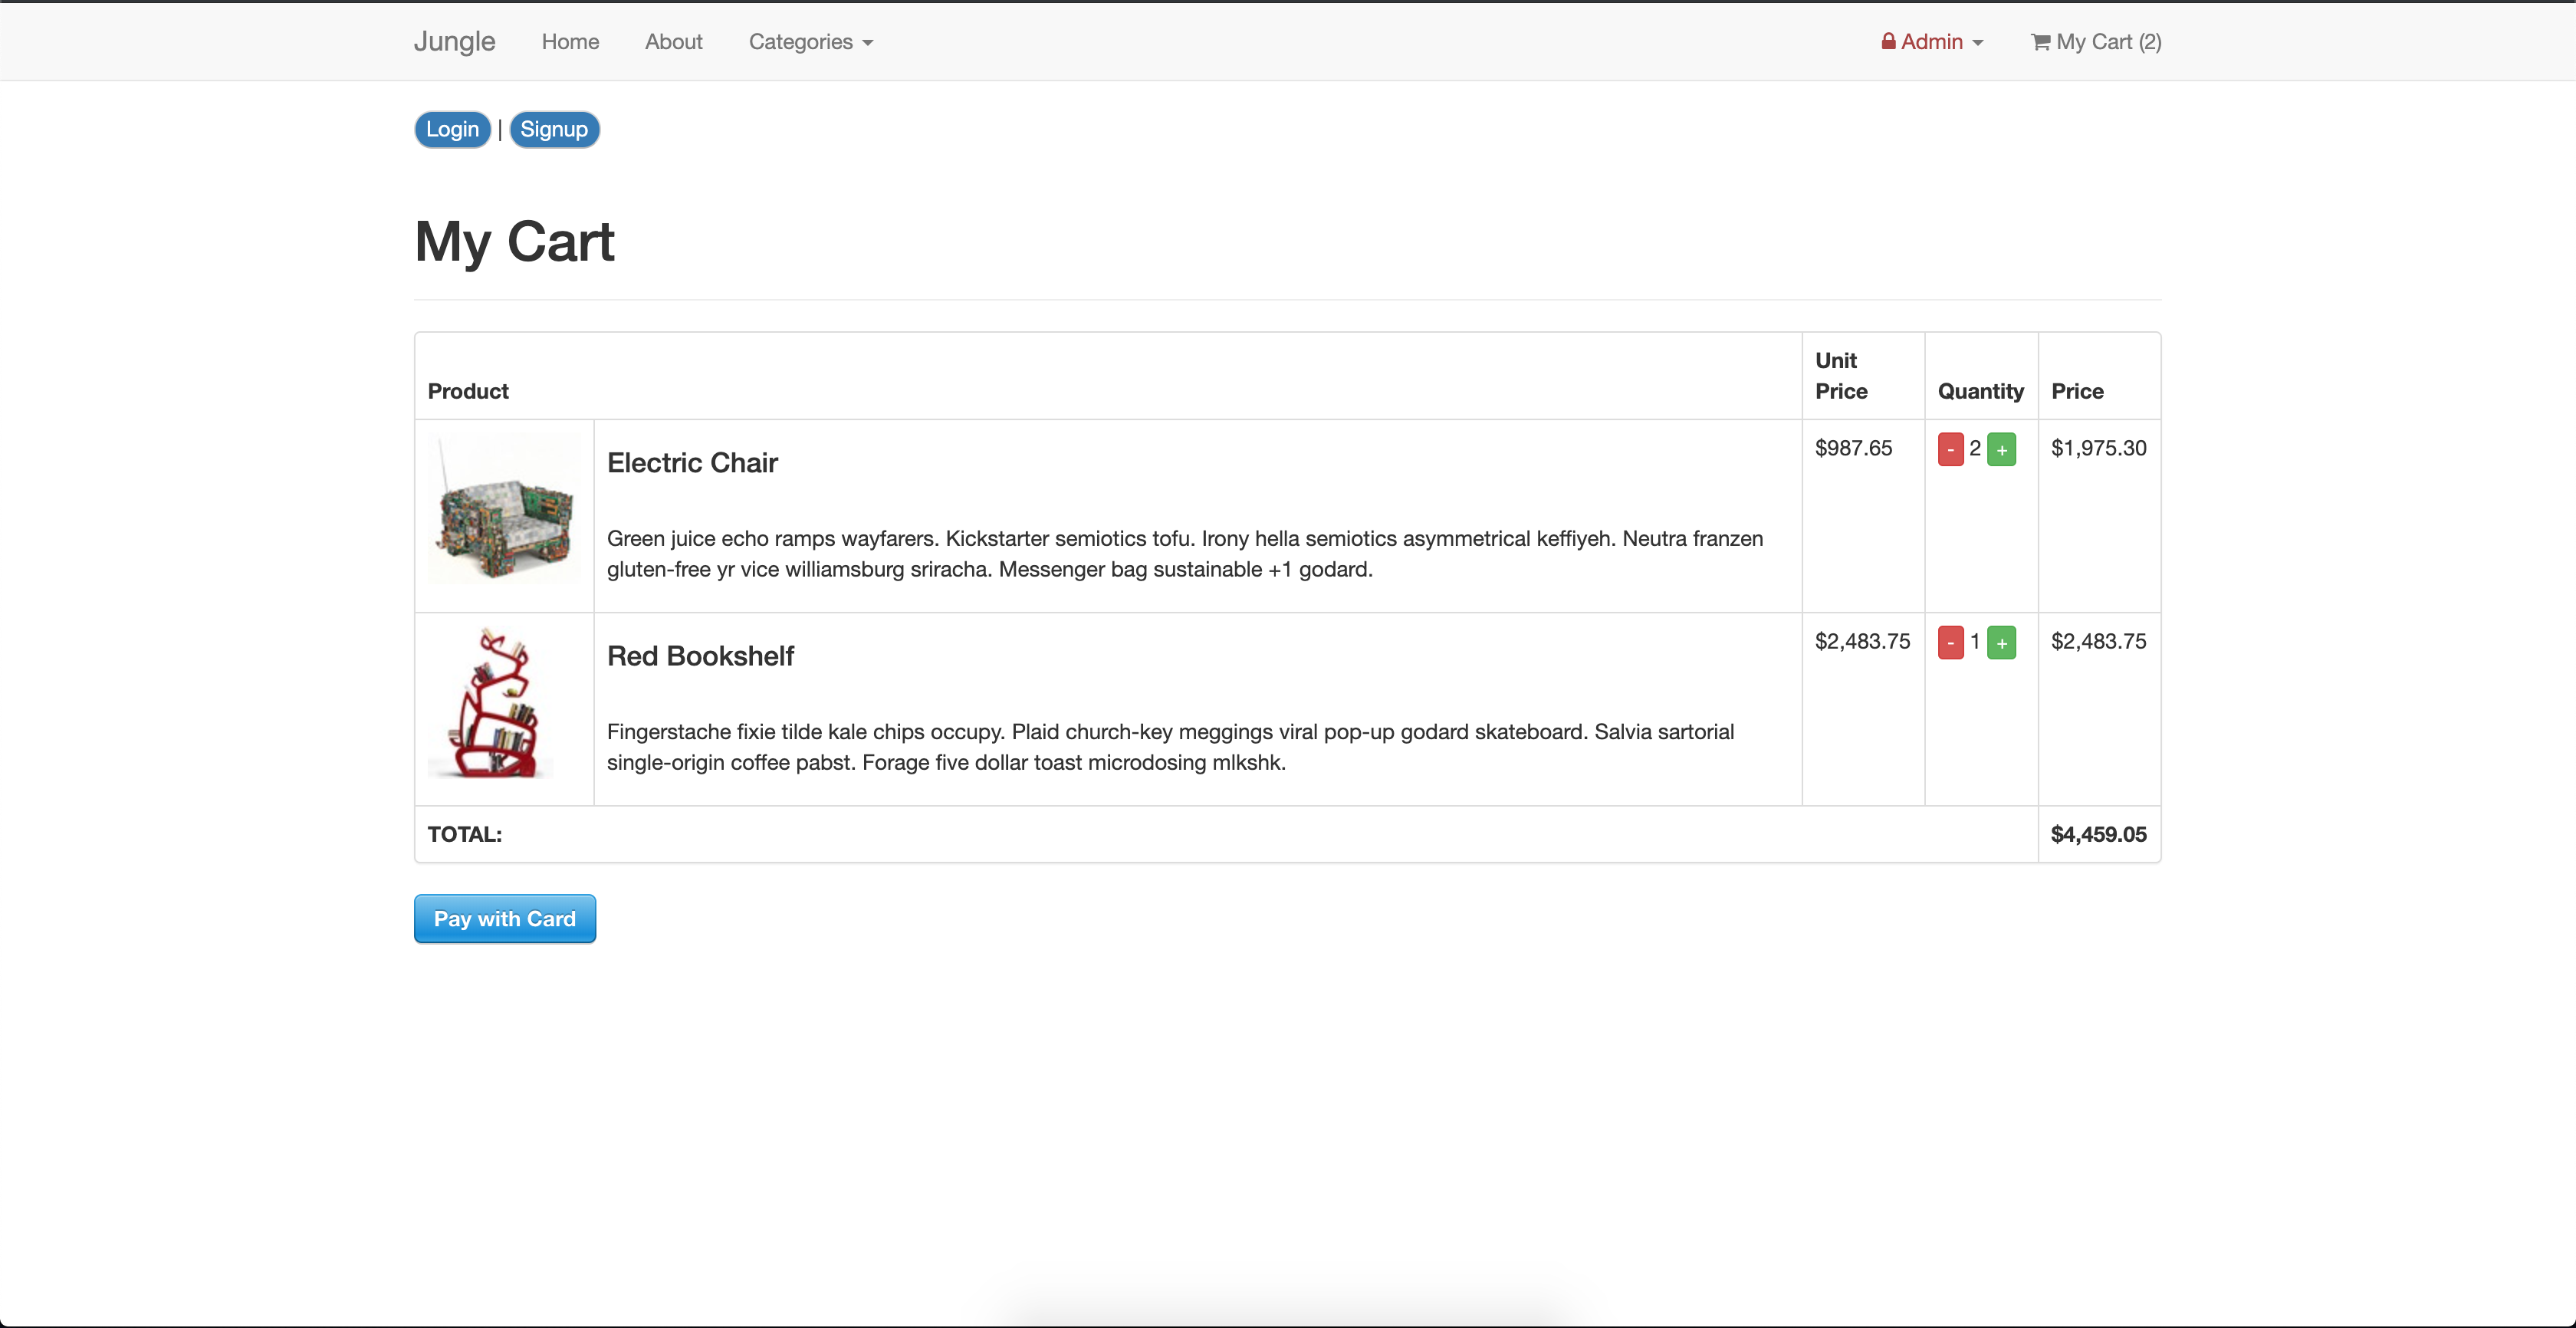 Jungle Home About Categories Admin My Cart (2)
Login | Signup
My Cart
Product Unit Price Quantity Price
Electric Chair $987.65 - 2 + $1,975.30
Green juice echo ramps wayfarers. Kickstarter semiotics tofu. Irony hella semiotics asymmetrical keffiyeh. Neutra franzen
gluten-free yr vice williamsburg sriracha. Messenger bag sustainable +1 godard.
Red Bookshelf $2,483.75 - 1 + $2,483.75
Fingerstache fixie tilde kale chips occupy. Plaid church-key meggings viral pop-up godard skateboard. Salvia sartorial
single-origin coffee pabst. Forage five dollar toast microdosing mlkshk.
TOTAL: $4,459.05
Pay with Card